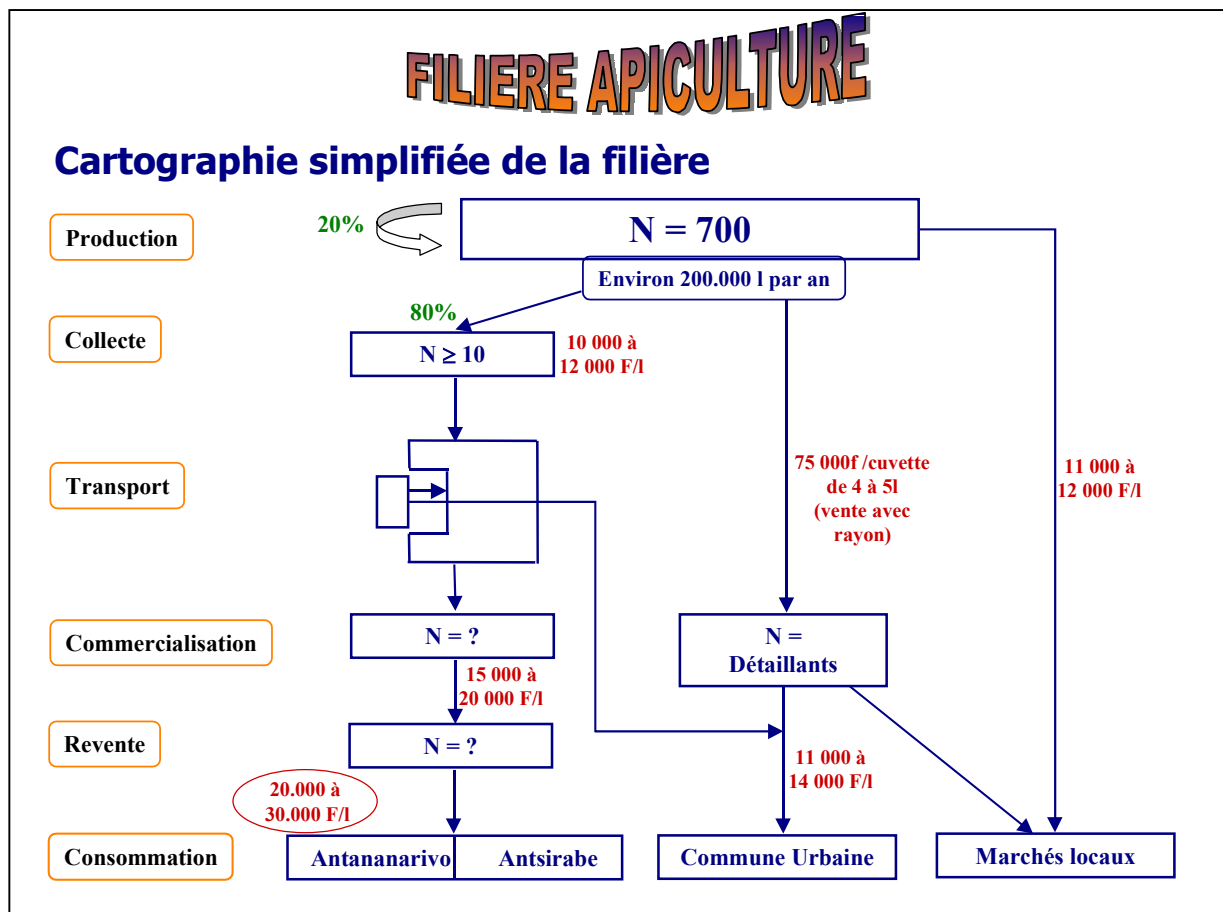 FILIERE APICULTURE
Cartographie simplifiée de la filière
Production
20%
N = 700
Environ 200.000 l par an
80%
Collecte
N ≥ 10
10 000 à
12 000 F/l
Transport
75 000f /cuvette
de 4 à 5l
(vente avec
rayon)
11 000 à
12 000 F/l
Commercialisation
N = ?
N =
Détaillants
15 000 à
20 000 F/l
Revente
N = ?
11 000 à
14 000 F/l
20.000 à
30.000 F/l
Consommation
Antananarivo
Antsirabe
Commune Urbaine
Marchés locaux